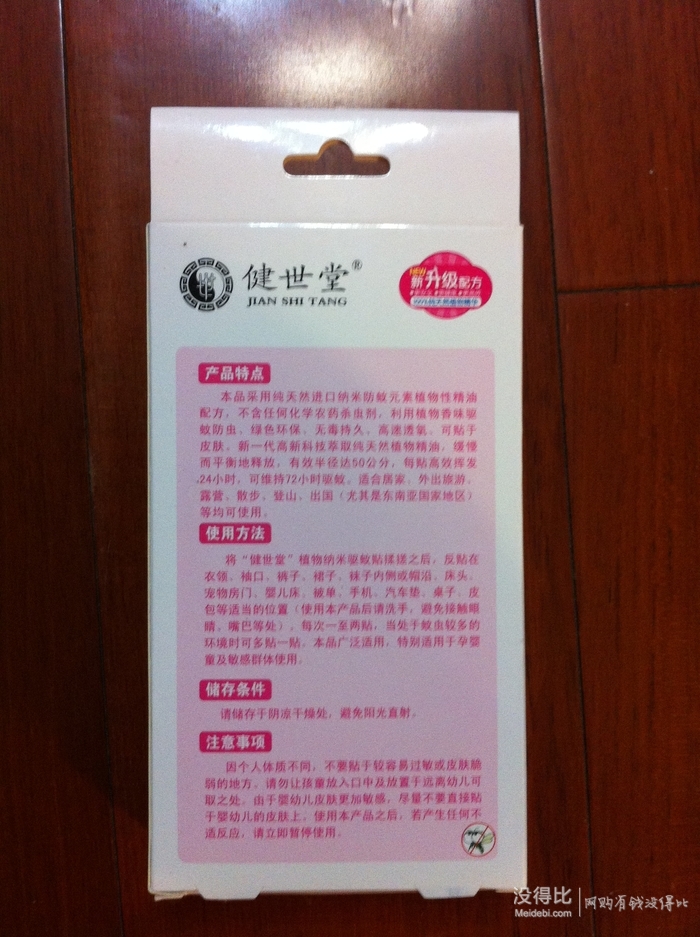 健世堂®
JIAN SHI TANG
NEW
新升级配方
产品特点
本品采用纯天然进口纳米防蚊元素植物性精油
配方，不含任何化学农药杀虫剂，利用植物香味驱
蚊防虫、绿色环保、无毒持久、高速透氧，可贴于
皮肤。新一代高新科技萃取纯天然植物精油，缓慢
而平衡地释放，有效半径达50公分，每贴高效挥发
24小时，可维持72小时驱蚊。适合居家、外出旅游、
露营、散步、登山、出国（尤其是东南亚国家地区）
等均可使用。
使用方法
将“健世堂”植物纳米驱蚊贴揉揉之后，反贴在
衣领、袖口、裤子、裙子、袜子内侧或帽沿、床头、
宠物房门、婴儿床、被单、手机、汽车垫、桌子、皮
包等适当的位置（使用本产品后请洗手，避免接触眼
睛、嘴巴等处）。每次一至两贴，当处于蚊虫较多的
环境时可多贴一贴。本品广泛适用，特别适用于孕婴
童及敏感群体使用。
储存条件
请储存于阴凉干燥处，避免阳光直射。
注意事项
因个人体质不同，不要贴于较容易过敏或皮肤脆
弱的地方。请勿让孩童放入口中及放置于远离幼儿可
取之处。由于婴幼儿皮肤更加敏感，尽量不要直接贴
于婴幼儿的皮肤上，使用本产品之后，若产生任何不
适反应，请立即暂停使用。
没得比
Meidebi.com
网购有钱没得比